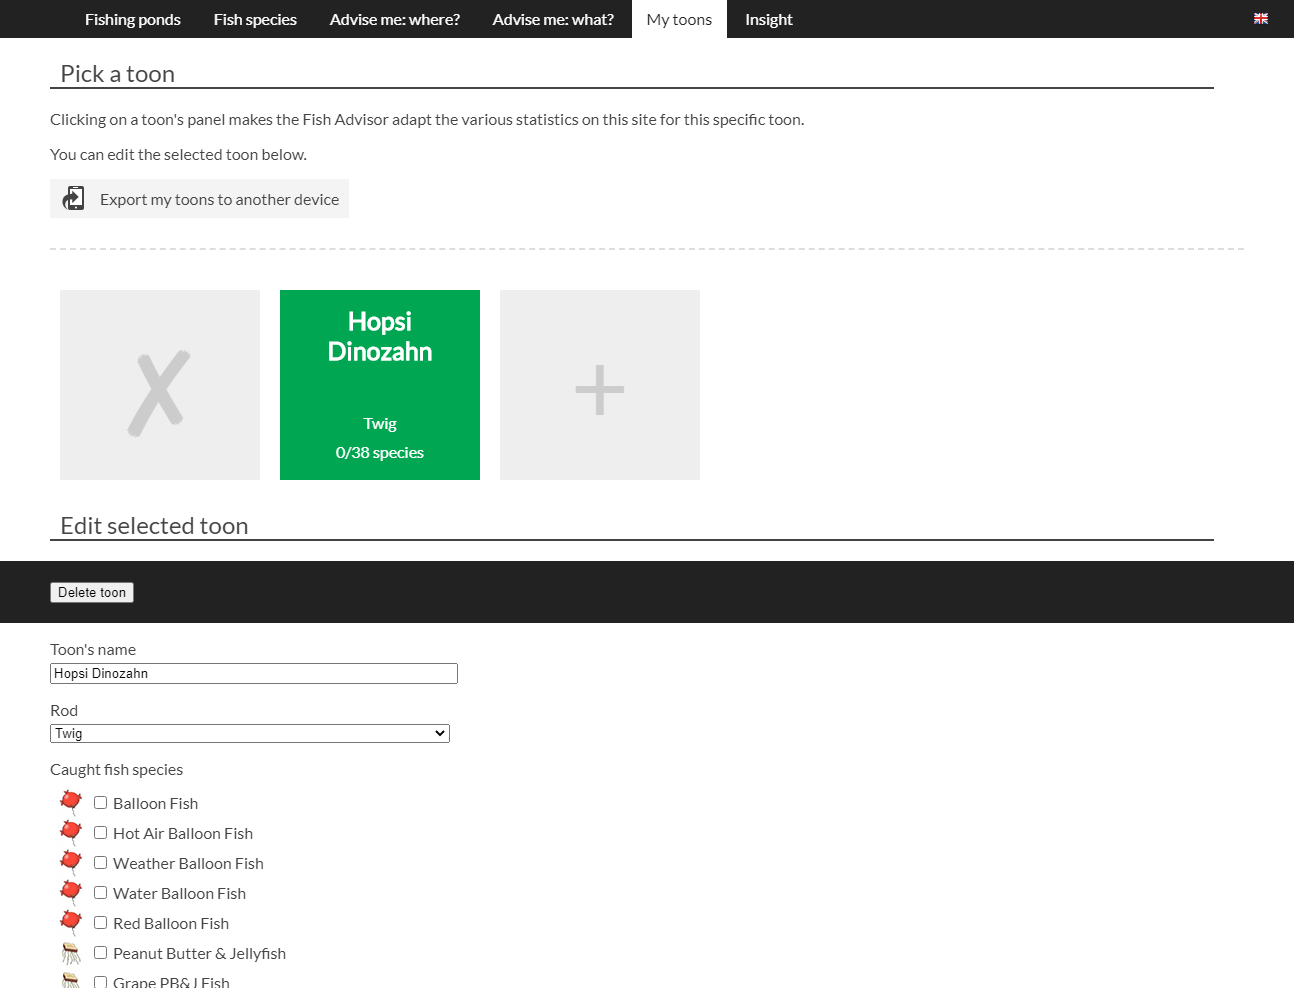 Fishing ponds Fish species Advise me: where? Advise me: what? My toons Insight
Pick a toon
Clicking on a toon's panel makes the Fish Advisor adapt the various statistics on this site for this specific toon.
You can edit the selected toon below.
Export my toons to another device
Hopsi
Dinozahn
Twig
0/38 species
Edit selected toon
Delete toon
Toon's name
Hopsi Dinozahn
Rod
Twig
Caught fish species
Balloon Fish
Hot Air Balloon Fish
Weather Balloon Fish
Water Balloon Fish
Red Balloon Fish
Peanut Butter & Jellyfish
Grape PB&J Fish